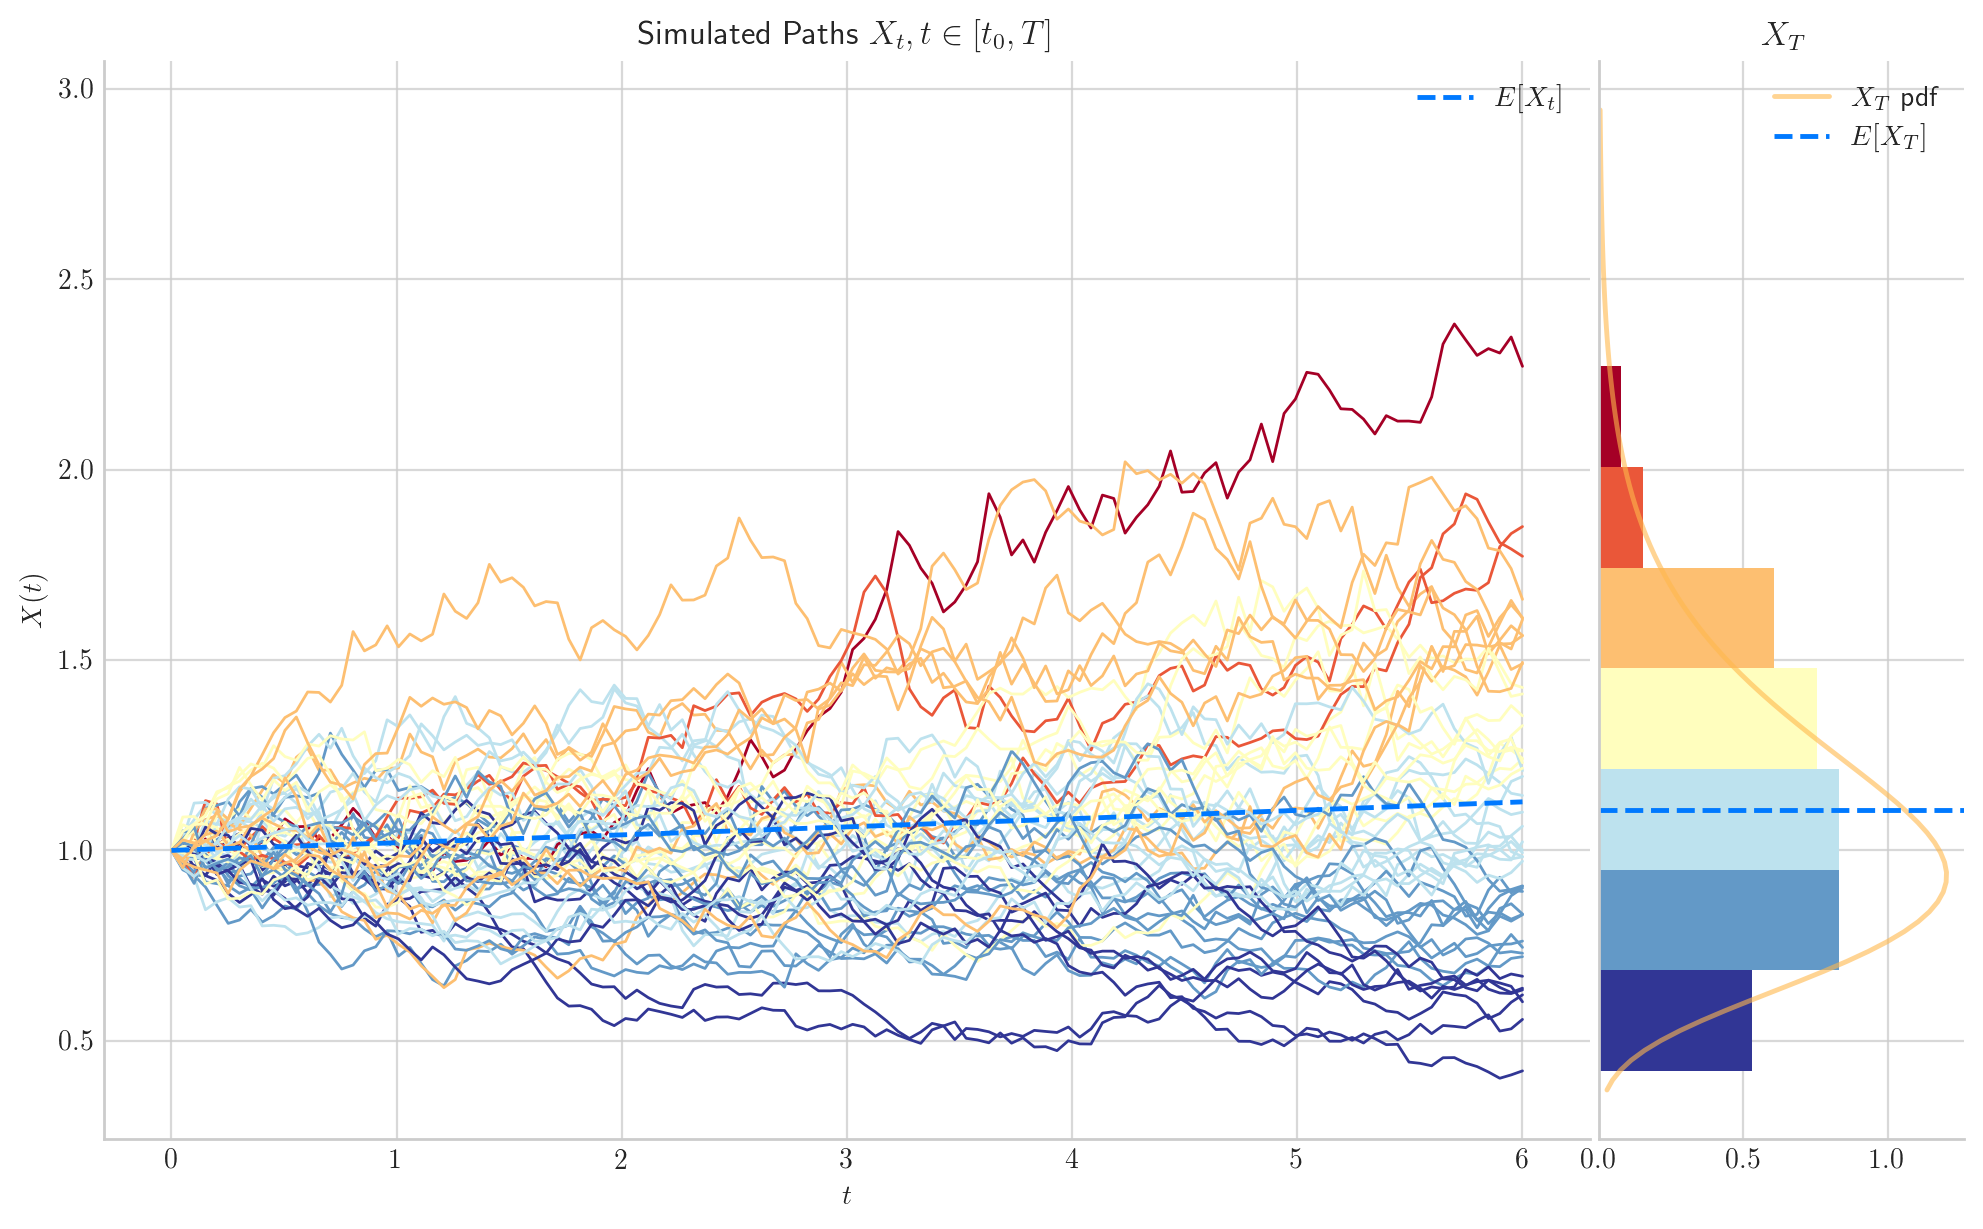 Simulated Paths $X_t, t \in [t_0, T]$
$X_T$
3.0
2.5
2.0
1.5
1.0
0.5
$X(t)$
$E[X_t]$
$X_T$ pdf
$E[X_T]$
0 1 2 3 4 5 6
0.0 0.5 1.0
$t$